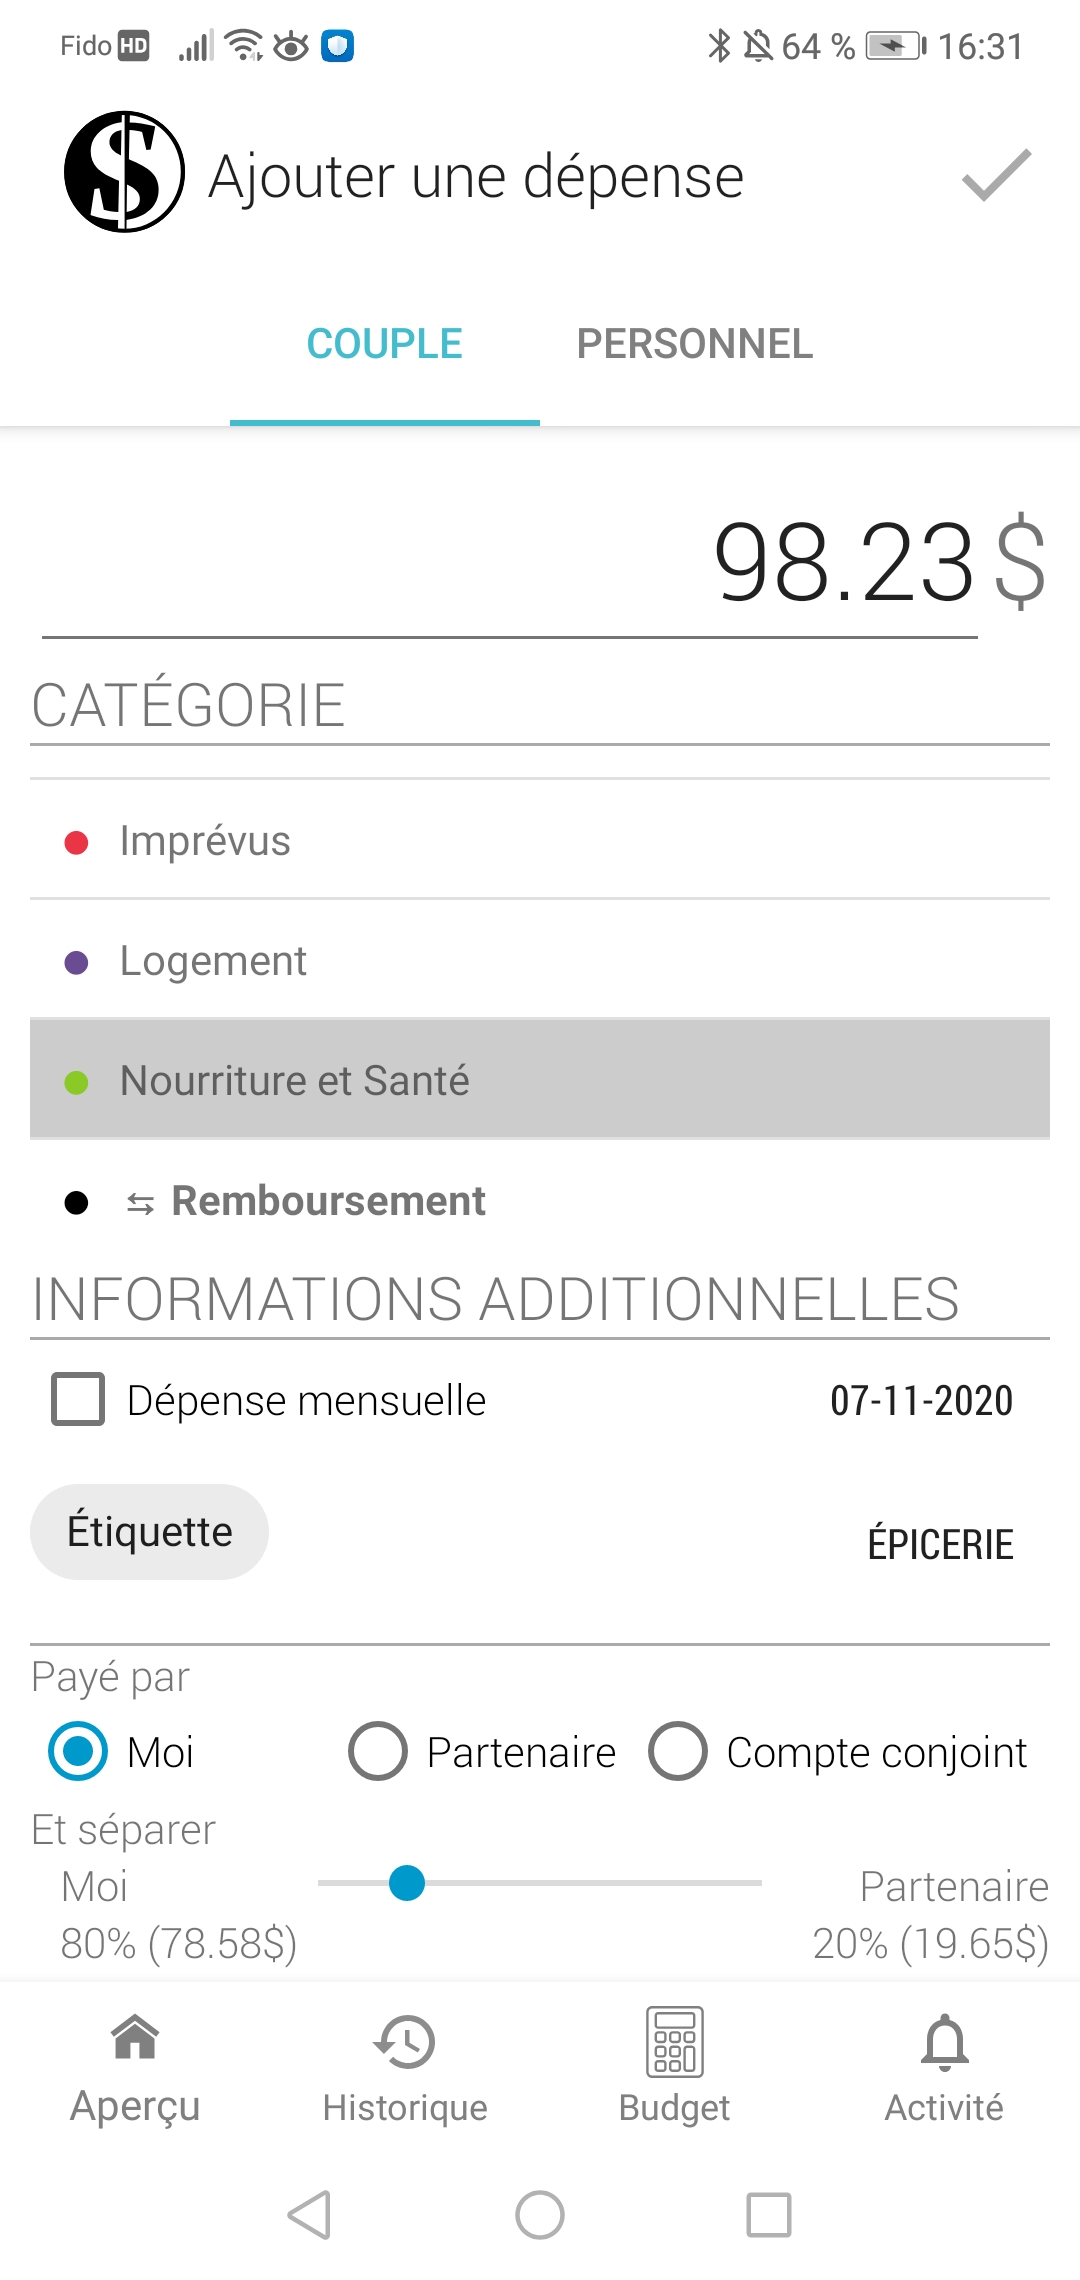 Fido HD 64 % 16:31
$ Ajouter une dépense
COUPLE PERSONNEL
98.23 $
CATÉGORIE
Imprévus
Logement
Nourriture et Santé
Remboursement
INFORMATIONS ADDITIONNELLES
Dépense mensuelle 07-11-2020
Étiquette ÉPICERIE
Payé par
Moi Partenaire Compte conjoint
Et séparer
Moi Partenaire
80% (78.58$) 20% (19.65$)
Aperçu Historique Budget Activité